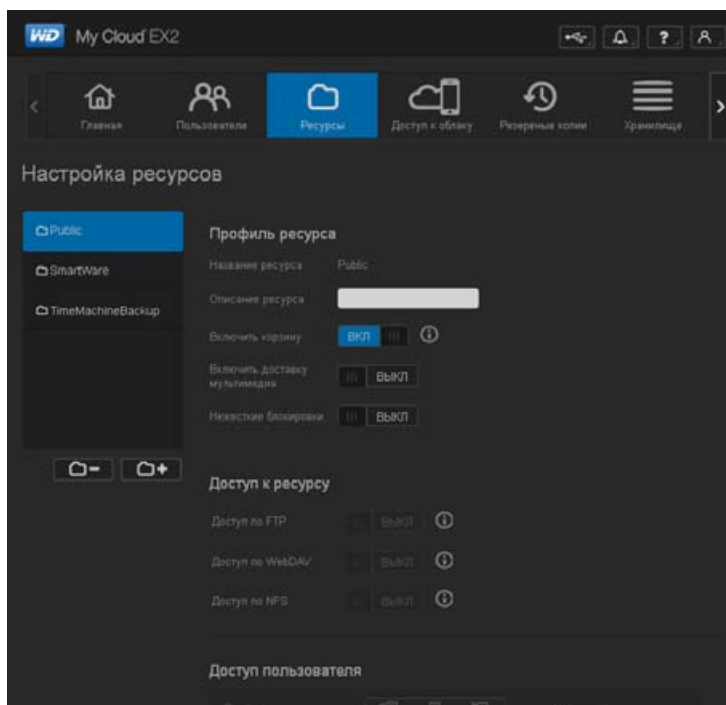 WD My Cloud EX2
Главная
Пользователи
Ресурсы
Доступ к облаку
Резервные копии
Хранилище
Настройка ресурсов
Public
SmartWare
TimeMachineBackup
Профиль ресурса
Название ресурса Public
Описание ресурса
Включить корзину ВКЛ
Включить доставку
мультимедиа ВЫКЛ
Нежесткие блокировки ВЫКЛ
Доступ к ресурсу
Доступ по FTP ВЫКЛ
Доступ по WebDAV ВЫКЛ
Доступ по NFS ВЫКЛ
Доступ пользователя